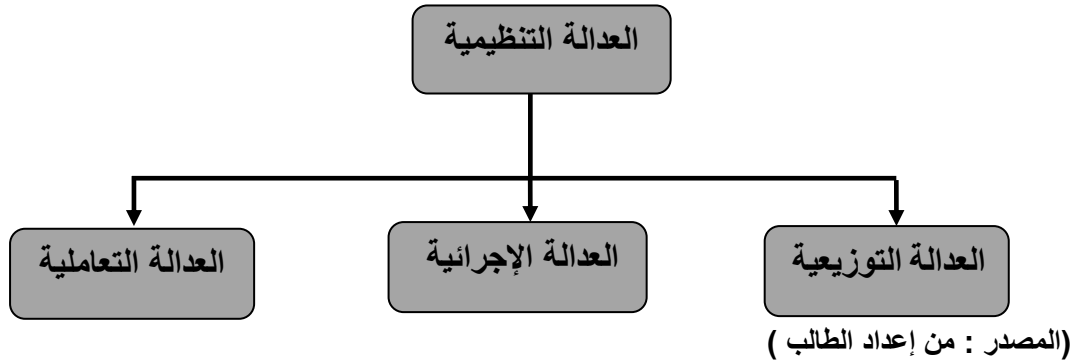 العدالة التنظيمية
العدالة التوزيعية
العدالة الإجرائية
العدالة التعاملية
(المصدر : من إعداد الطالب )